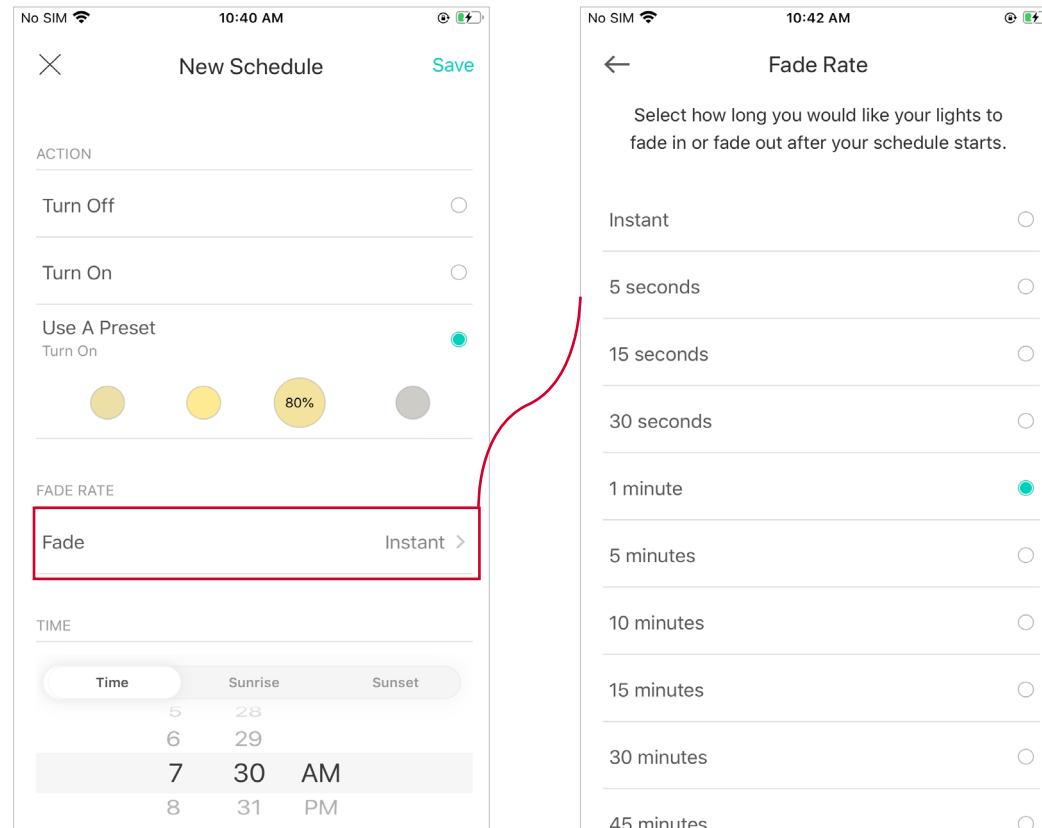 No SIM 10:40 AM
New Schedule Save
ACTION
Turn Off
Turn On
Use A Preset
Turn On
80%
FADE RATE
Fade Instant
TIME
Time Sunrise Sunset
5 28
6 29
7 30 AM
8 31 PM
No SIM 10:42 AM
Fade Rate
Select how long you would like your lights to
fade in or fade out after your schedule starts.
Instant
5 seconds
15 seconds
30 seconds
1 minute
5 minutes
10 minutes
15 minutes
30 minutes
45 minutes